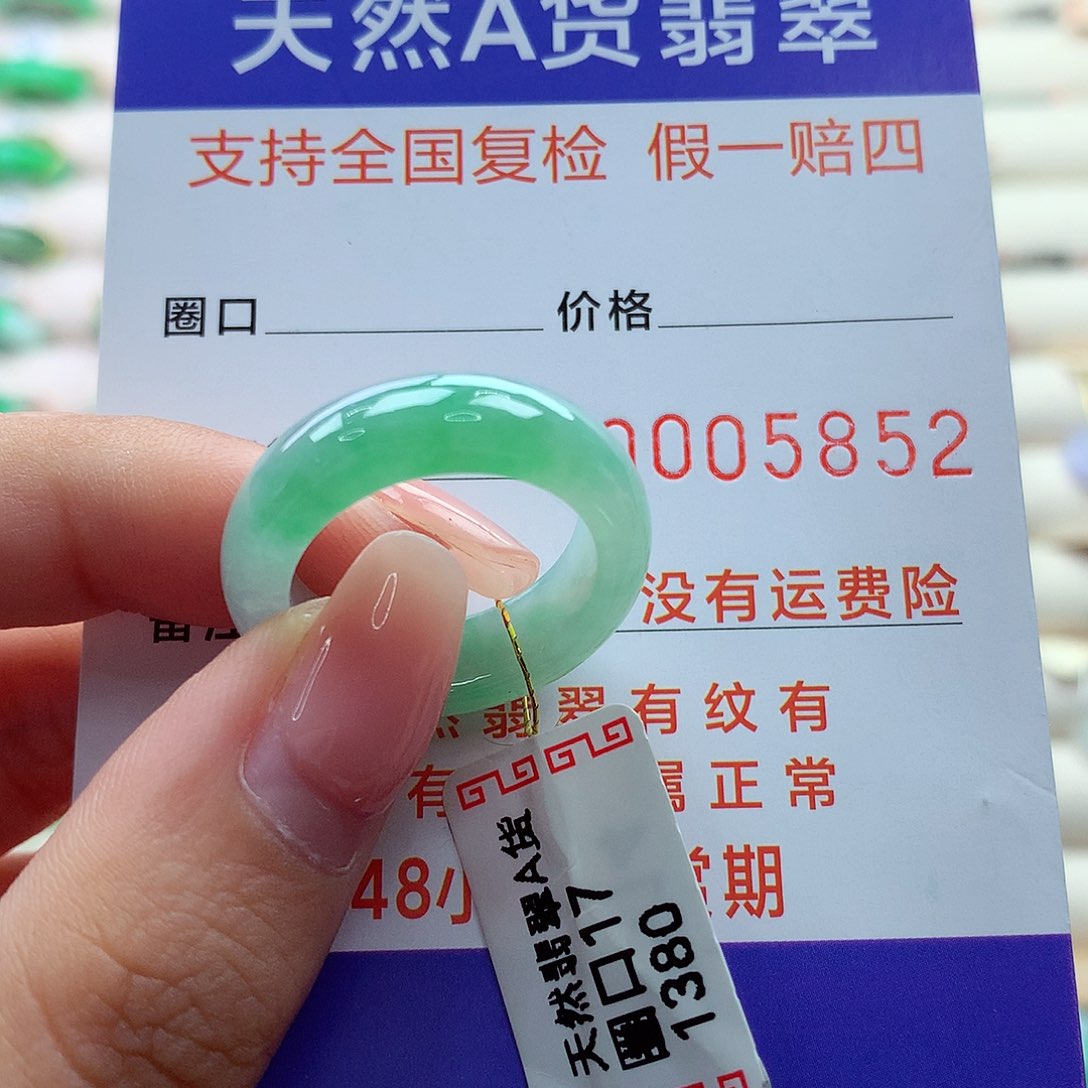 天然A货翡翠
支持全国复检 假一赔四
圈口 价格
0005852
没有运费险
翡翠有纹有
有 属正常
48小 赏期
天然翡翠A货
圈口17
1380